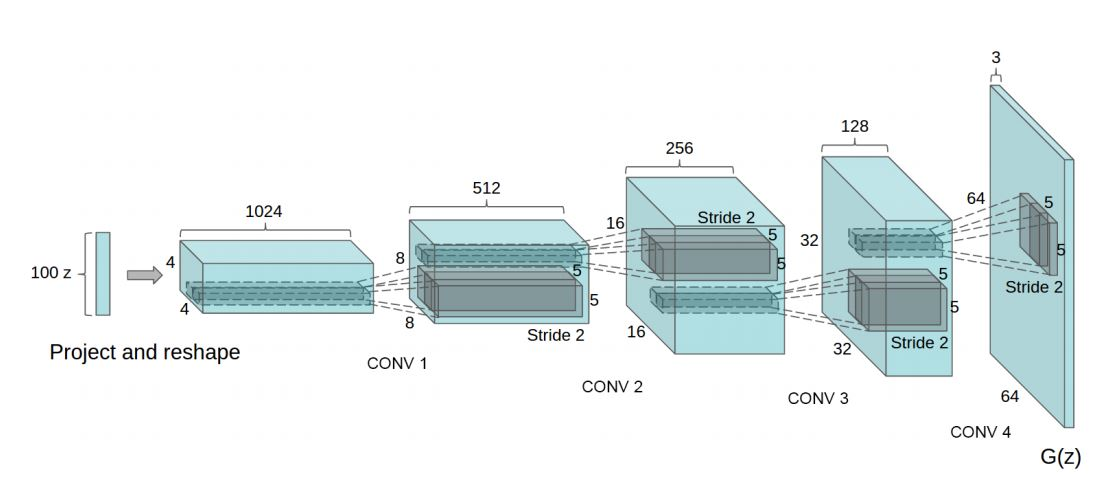 100 z
Project and reshape
1024
4
4
CONV 1
512
8
8
5
5
Stride 2
CONV 2
256
16
16
Stride 2
5
5
CONV 3
128
32
32
5
5
Stride 2
CONV 4
3
64
64
5
5
Stride 2
G(z)